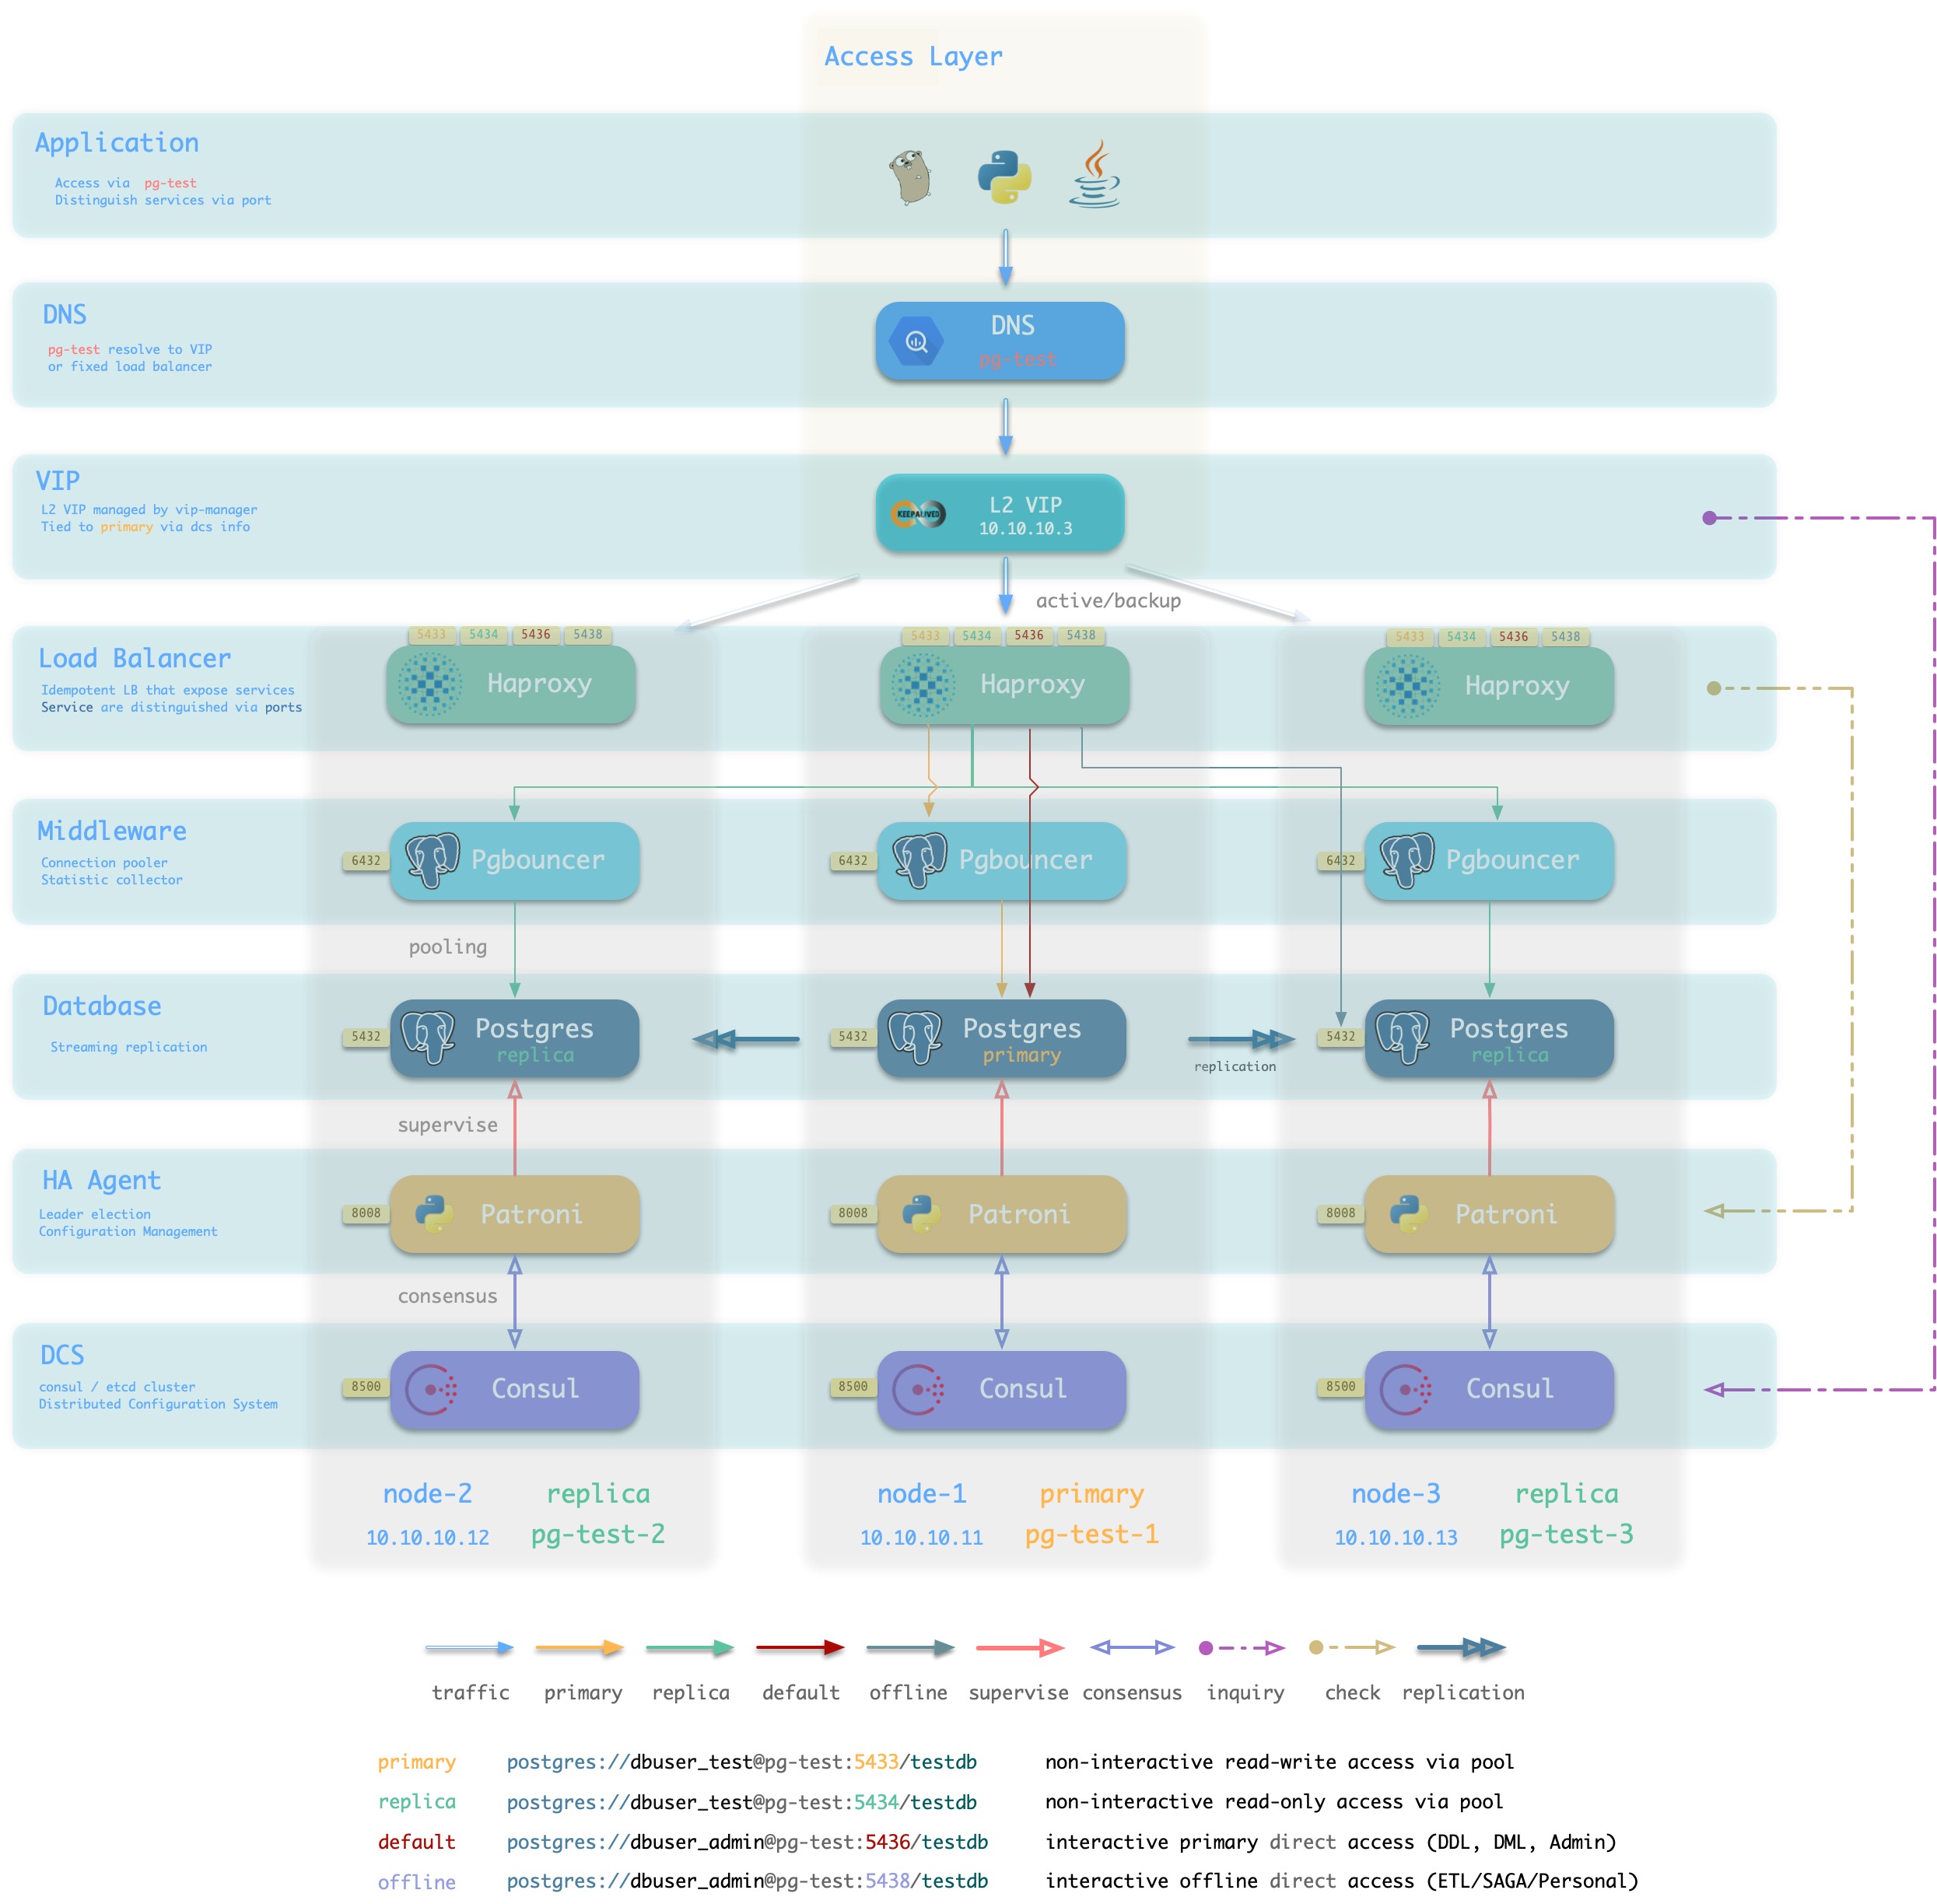 Access Layer
Application
Access via pg-test
Distinguish services via port
DNS
pg-test resolve to VIP
or fixed load balancer
DNS
pg-test
VIP
L2 VIP managed by vip-manager
Tied to primary via dcs info
KEEPALIVED
L2 VIP
10.10.10.3
active/backup
Load Balancer
Idempotent LB that expose services
Service are distinguished via ports
5433 5434 5436 5438
Haproxy
5433 5434 5436 5438
Haproxy
5433 5434 5436 5438
Haproxy
Middleware
Connection pooler
Statistic collector
6432 Pgbouncer
6432 Pgbouncer
6432 Pgbouncer
pooling
Database
Streaming replication
5432 Postgres
replica
5432 Postgres
primary
replication
5432 Postgres
replica
supervise
HA Agent
Leader election
Configuration Management
8008 Patroni
8008 Patroni
8008 Patroni
consensus
DCS
consul / etcd cluster
Distributed Configuration System
8500 Consul
8500 Consul
8500 Consul
node-2 replica
10.10.10.12 pg-test-2
node-1 primary
10.10.10.11 pg-test-1
node-3 replica
10.10.10.13 pg-test-3
traffic primary replica default offline supervise consensus inquiry check replication
primary postgres://dbuser_test@pg-test:5433/testdb non-interactive read-write access via pool
replica postgres://dbuser_test@pg-test:5434/testdb non-interactive read-only access via pool
default postgres://dbuser_admin@pg-test:5436/testdb interactive primary direct access (DDL, DML, Admin)
offline postgres://dbuser_admin@pg-test:5438/testdb interactive offline direct access (ETL/SAGA/Personal)